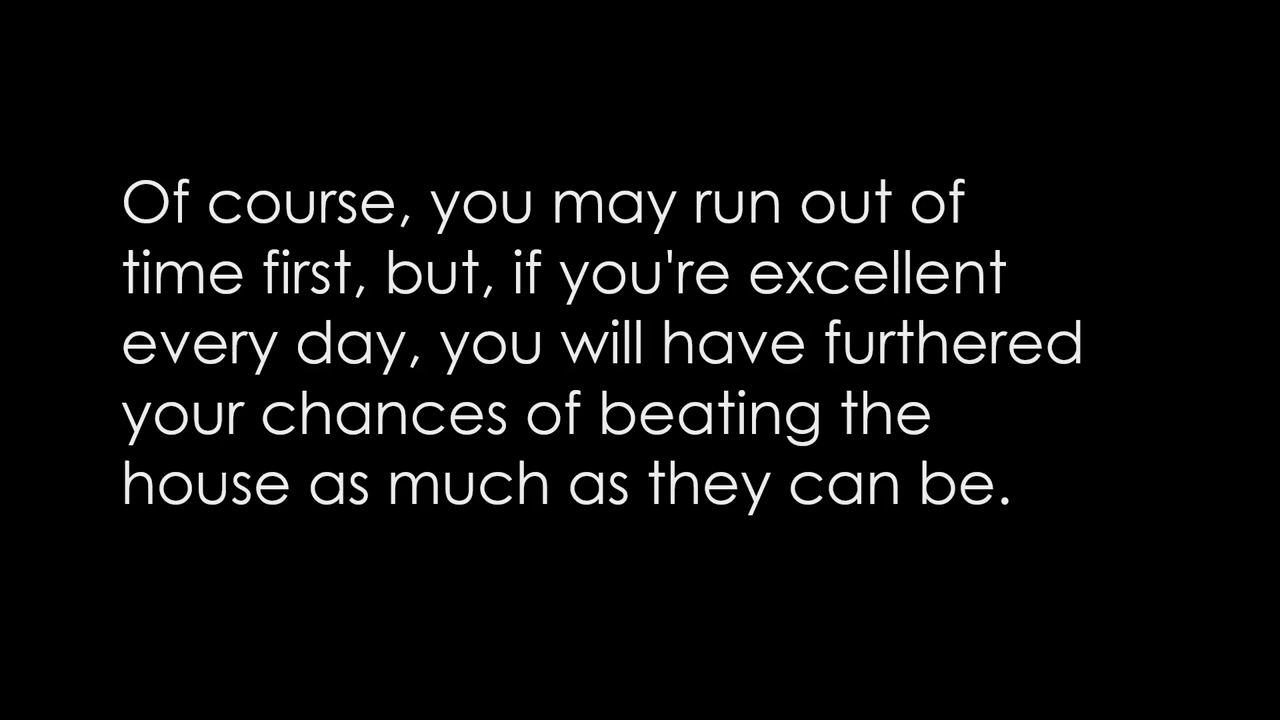 Of course, you may run out of
time first, but, if you're excellent
every day, you will have furthered
your chances of beating the
house as much as they can be.